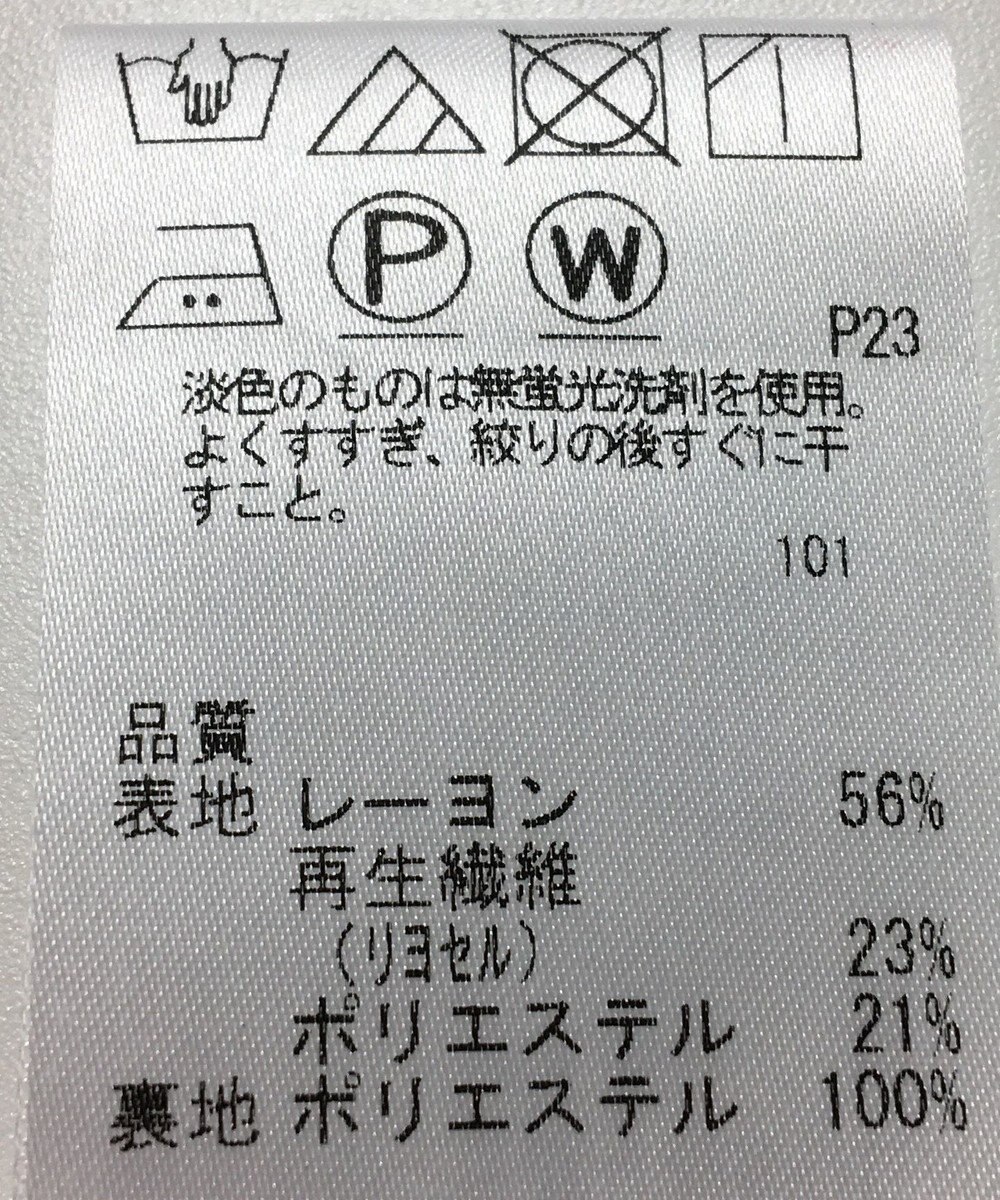 P W
P23
淡色のものは無蛍光洗剤を使用。
よくすすぎ、絞りの後すぐに干
すこと。
101
品質
表地 レーヨン 56%
再生繊維
(リヨセル) 23%
ポリエステル 21%
裏地 ポリエステル 100%